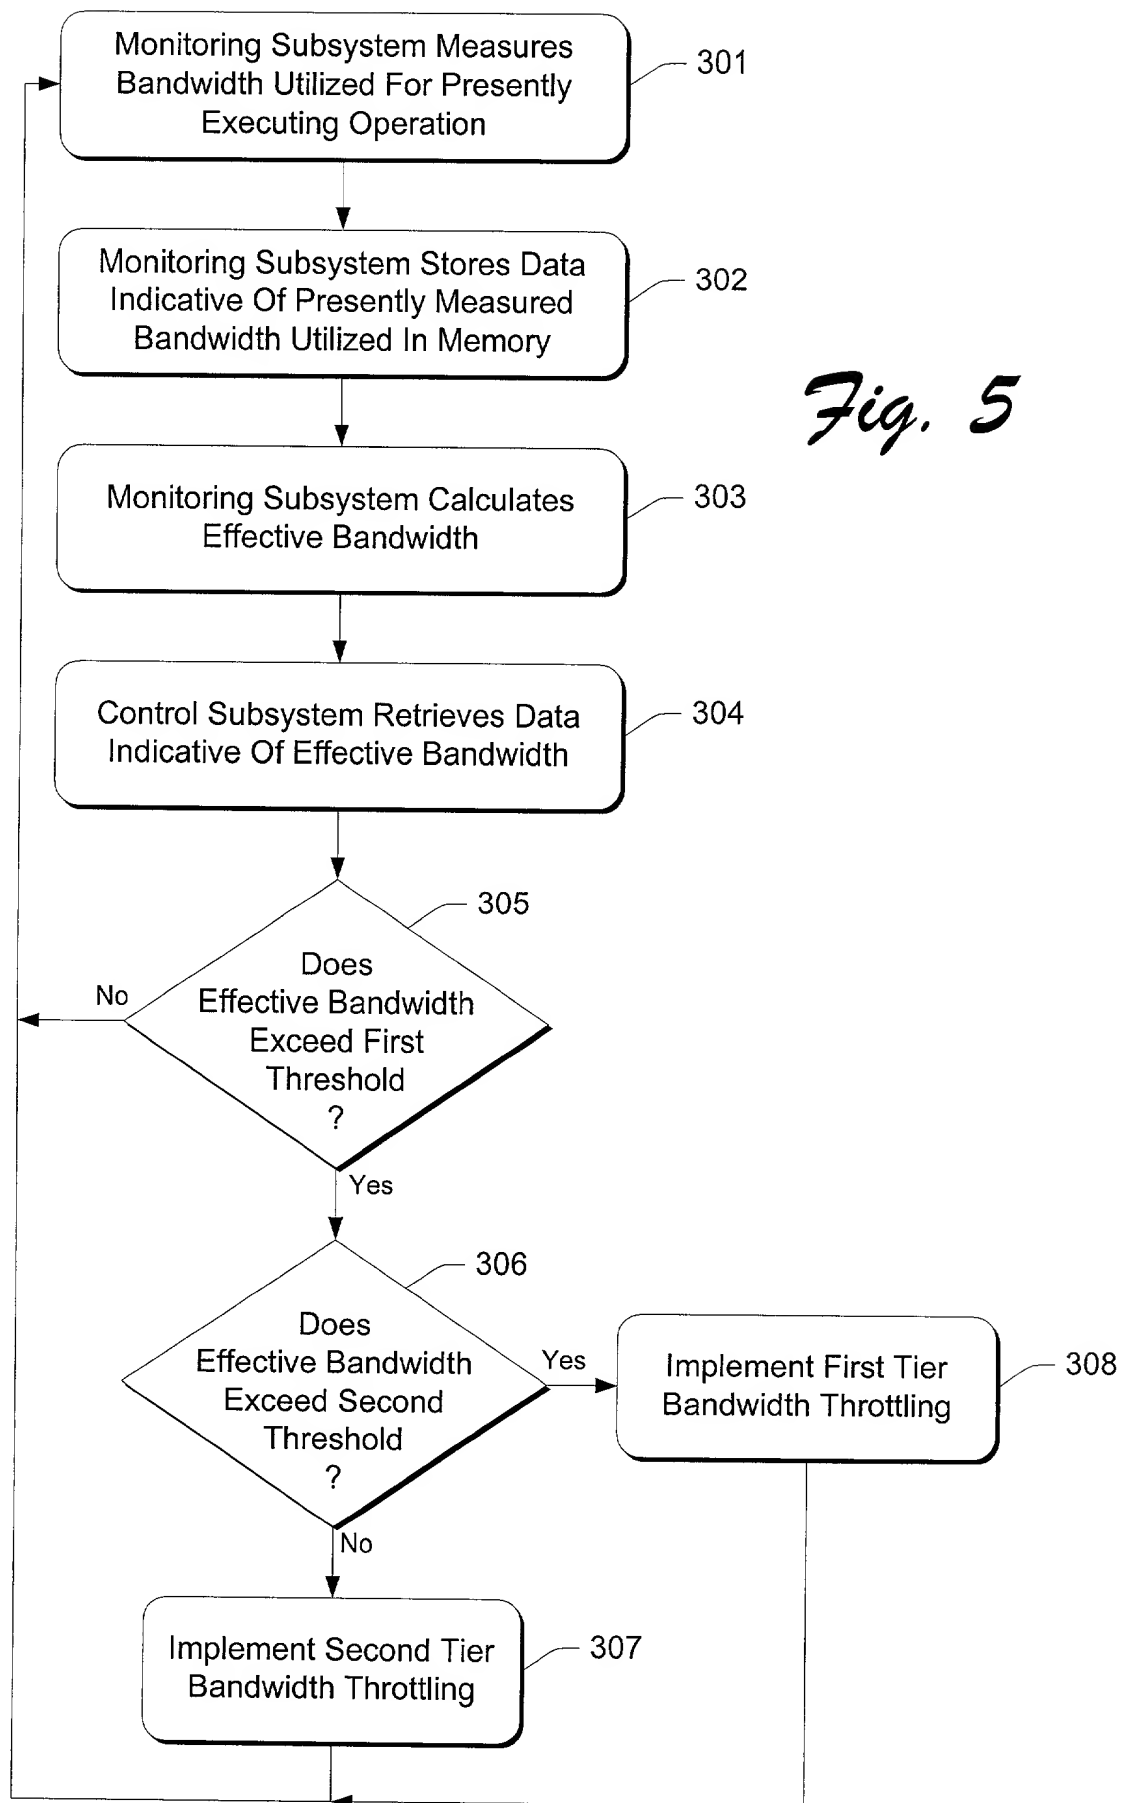 Monitoring Subsystem Measures
Bandwidth Utilized For Presently
Executing Operation
301
Monitoring Subsystem Stores Data
Indicative Of Presently Measured
Bandwidth Utilized In Memory
302
Fig. 5
Monitoring Subsystem Calculates
Effective Bandwidth
303
Control Subsystem Retrieves Data
Indicative Of Effective Bandwidth
304
305
Does
Effective Bandwidth
Exceed First
Threshold
?
No
Yes
306
Does
Effective Bandwidth
Exceed Second
Threshold
?
Yes
Implement First Tier
Bandwidth Throttling
308
No
Implement Second Tier
Bandwidth Throttling
307